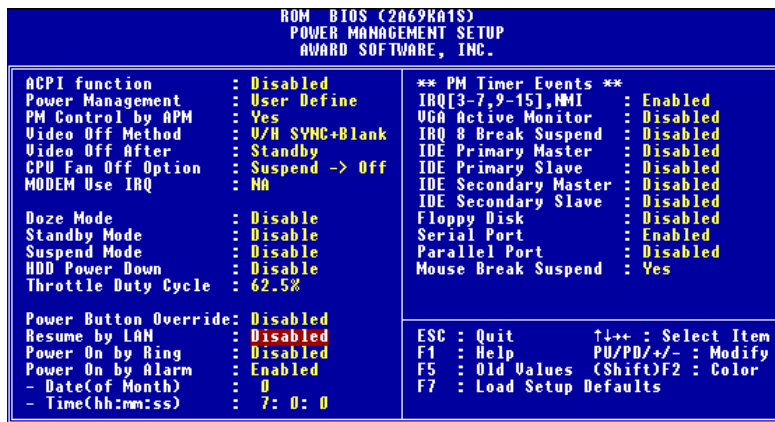 ROM BIOS (2A69KA1S)
POWER MANAGEMENT SETUP
AWARD SOFTWARE, INC.
ACPI function : Disabled
Power Management : User Define
PM Control by APM : Yes
Video Off Method : V/H SYNC+Blank
Video Off After : Standby
CPU Fan Off Option : Suspend -> Off
MODEM Use IRQ : NA
Doze Mode : Disable
Standby Mode : Disable
Suspend Mode : Disable
HDD Power Down : Disable
Throttle Duty Cycle : 62.5%
Power Button Override: Disabled
Resume by LAN : Disabled
Power On by Ring : Disabled
Power On by Alarm : Enabled
- Date(of Month) : 0
- Time(hh:mm:ss) : 7: 0: 0
** PM Timer Events **
IRQ[3-7,9-15],NMI : Enabled
VGA Active Monitor : Disabled
IRQ 8 Break Suspend : Disabled
IDE Primary Master : Disabled
IDE Primary Slave : Disabled
IDE Secondary Master : Disabled
IDE Secondary Slave : Disabled
Floppy Disk : Disabled
Serial Port : Enabled
Parallel Port : Disabled
Mouse Break Suspend : Yes
ESC : Quit ↑↓→← : Select Item
F1 : Help PU/PD/+/- : Modify
F5 : Old Values (Shift)F2 : Color
F7 : Load Setup Defaults